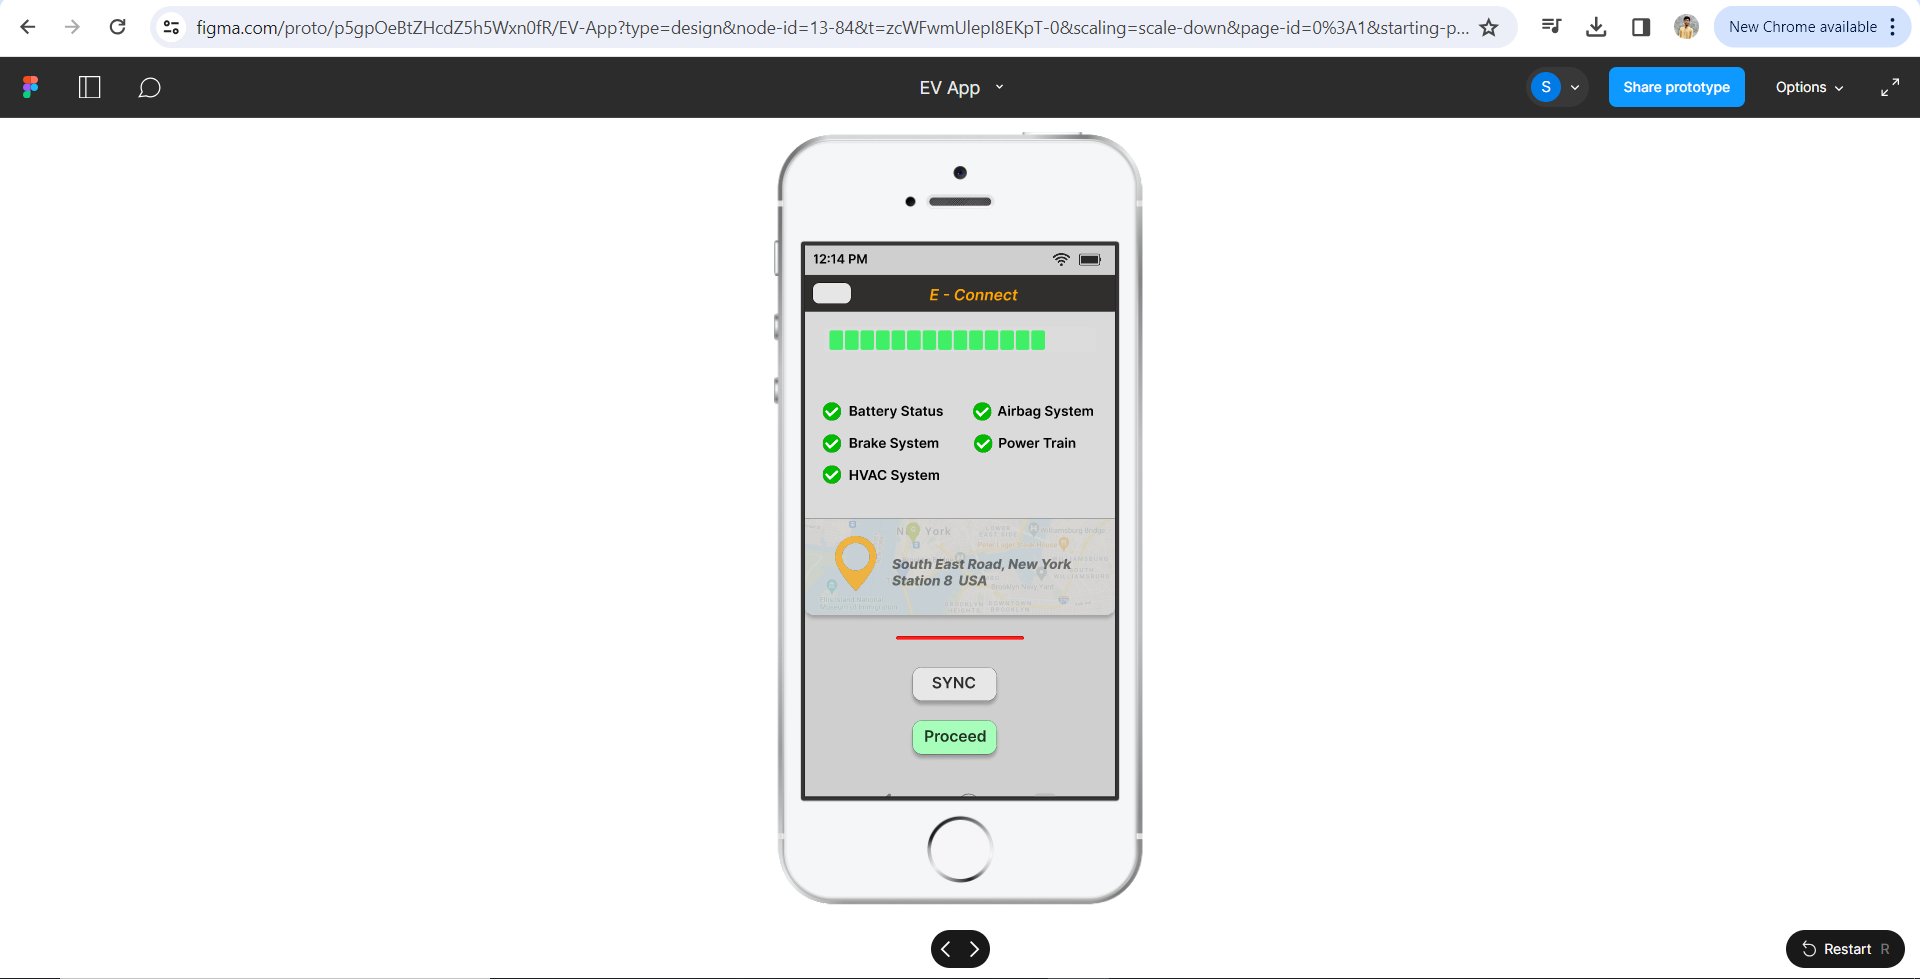 figma.com/proto/p5gpOeBtZHcdZ5h5Wxn0fR/EV-App?type=design&node-id=13-84&t=zcWFwmUlepI8EKpT-0&scaling=scale-down&page-id=0%3A1&starting-p...
New Chrome available
EV App
S
Share prototype
Options
12:14 PM
E - Connect
Battery Status
Airbag System
Brake System
Power Train
HVAC System
South East Road, New York
Station 8 USA
SYNC
Proceed
Restart R